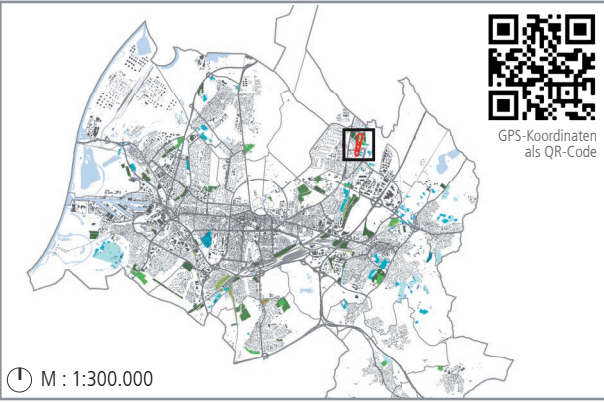 GPS-Koordinaten
als QR-Code
M : 1:300.000